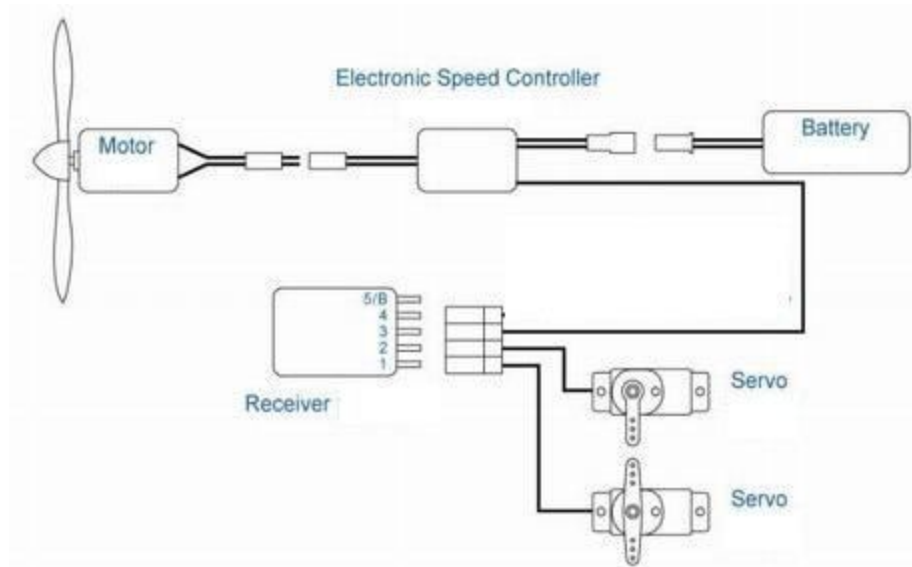 Electronic Speed Controller
Motor
Battery
5/B
4
3
2
1
Receiver
Servo
Servo